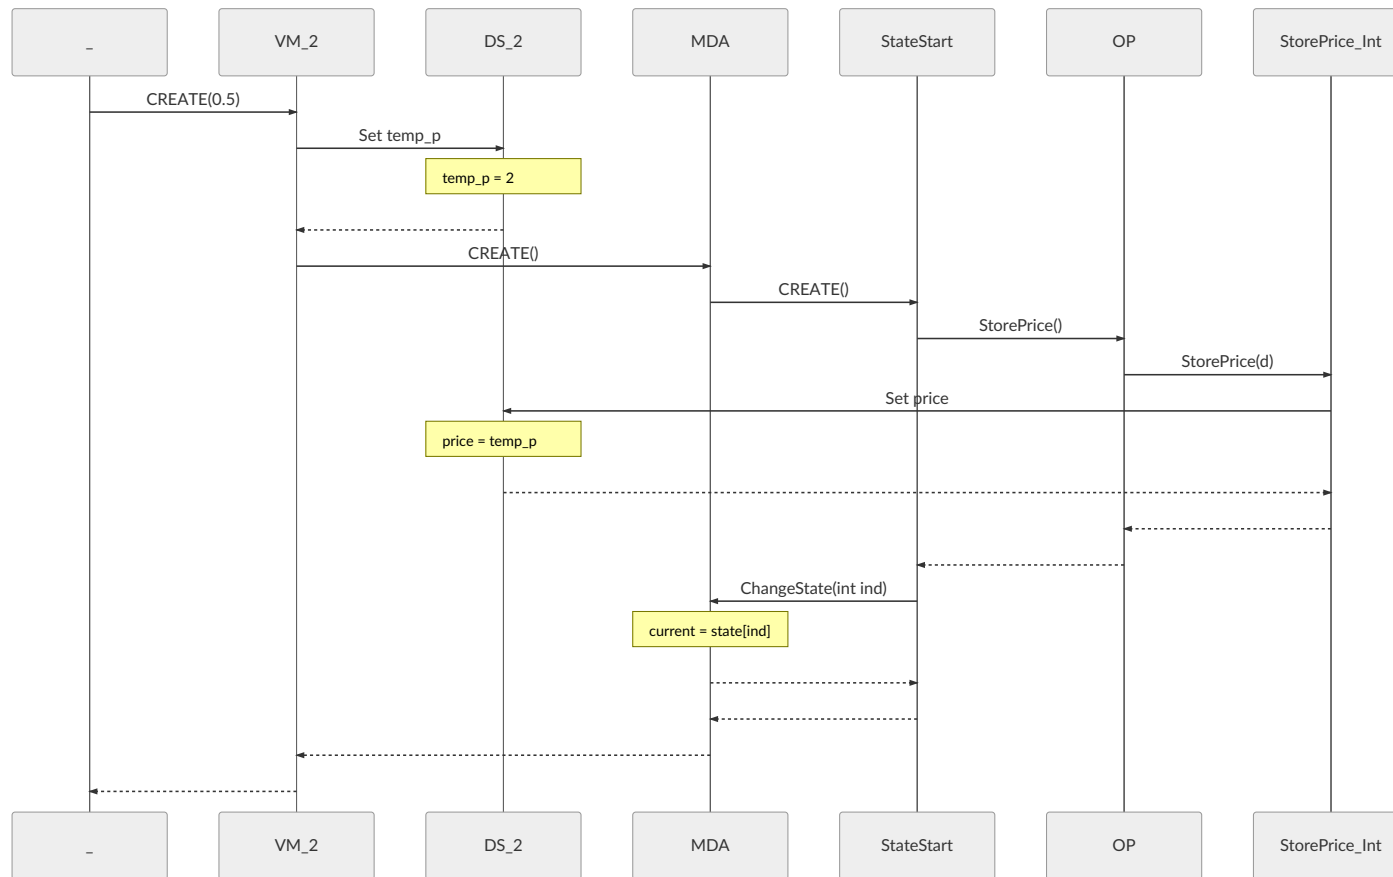 _
VM_2
DS_2
MDA
StateStart
OP
StorePrice_Int
CREATE(0.5)
Set temp_p
temp_p = 2
CREATE()
CREATE()
StorePrice()
StorePrice(d)
Set price
price = temp_p
ChangeState(int ind)
current = state[ind]
_
VM_2
DS_2
MDA
StateStart
OP
StorePrice_Int